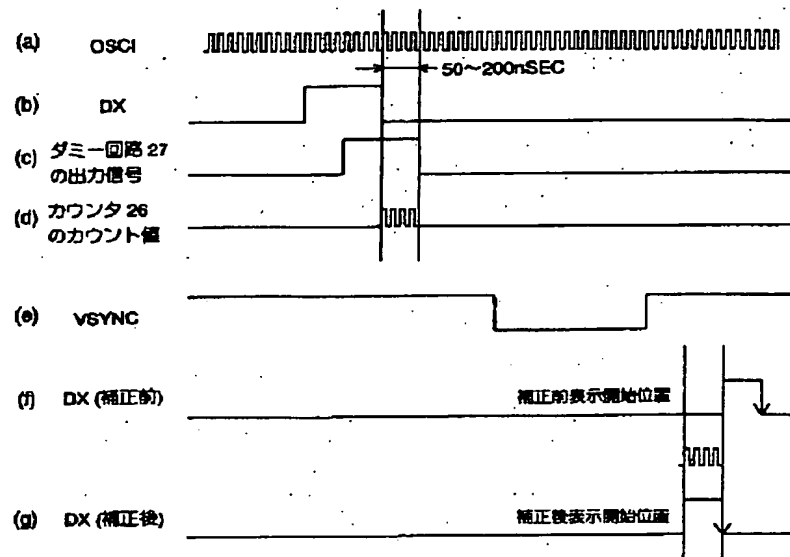 (a) OSCI
50～200nSEC
(b) DX
(c) ダミー回路 27
の出力信号
(d) カウンタ 26
のカウント値
(e) VSYNC
(f) DX (補正前) 補正前表示開始位置
(g) DX (補正後) 補正後表示開始位置